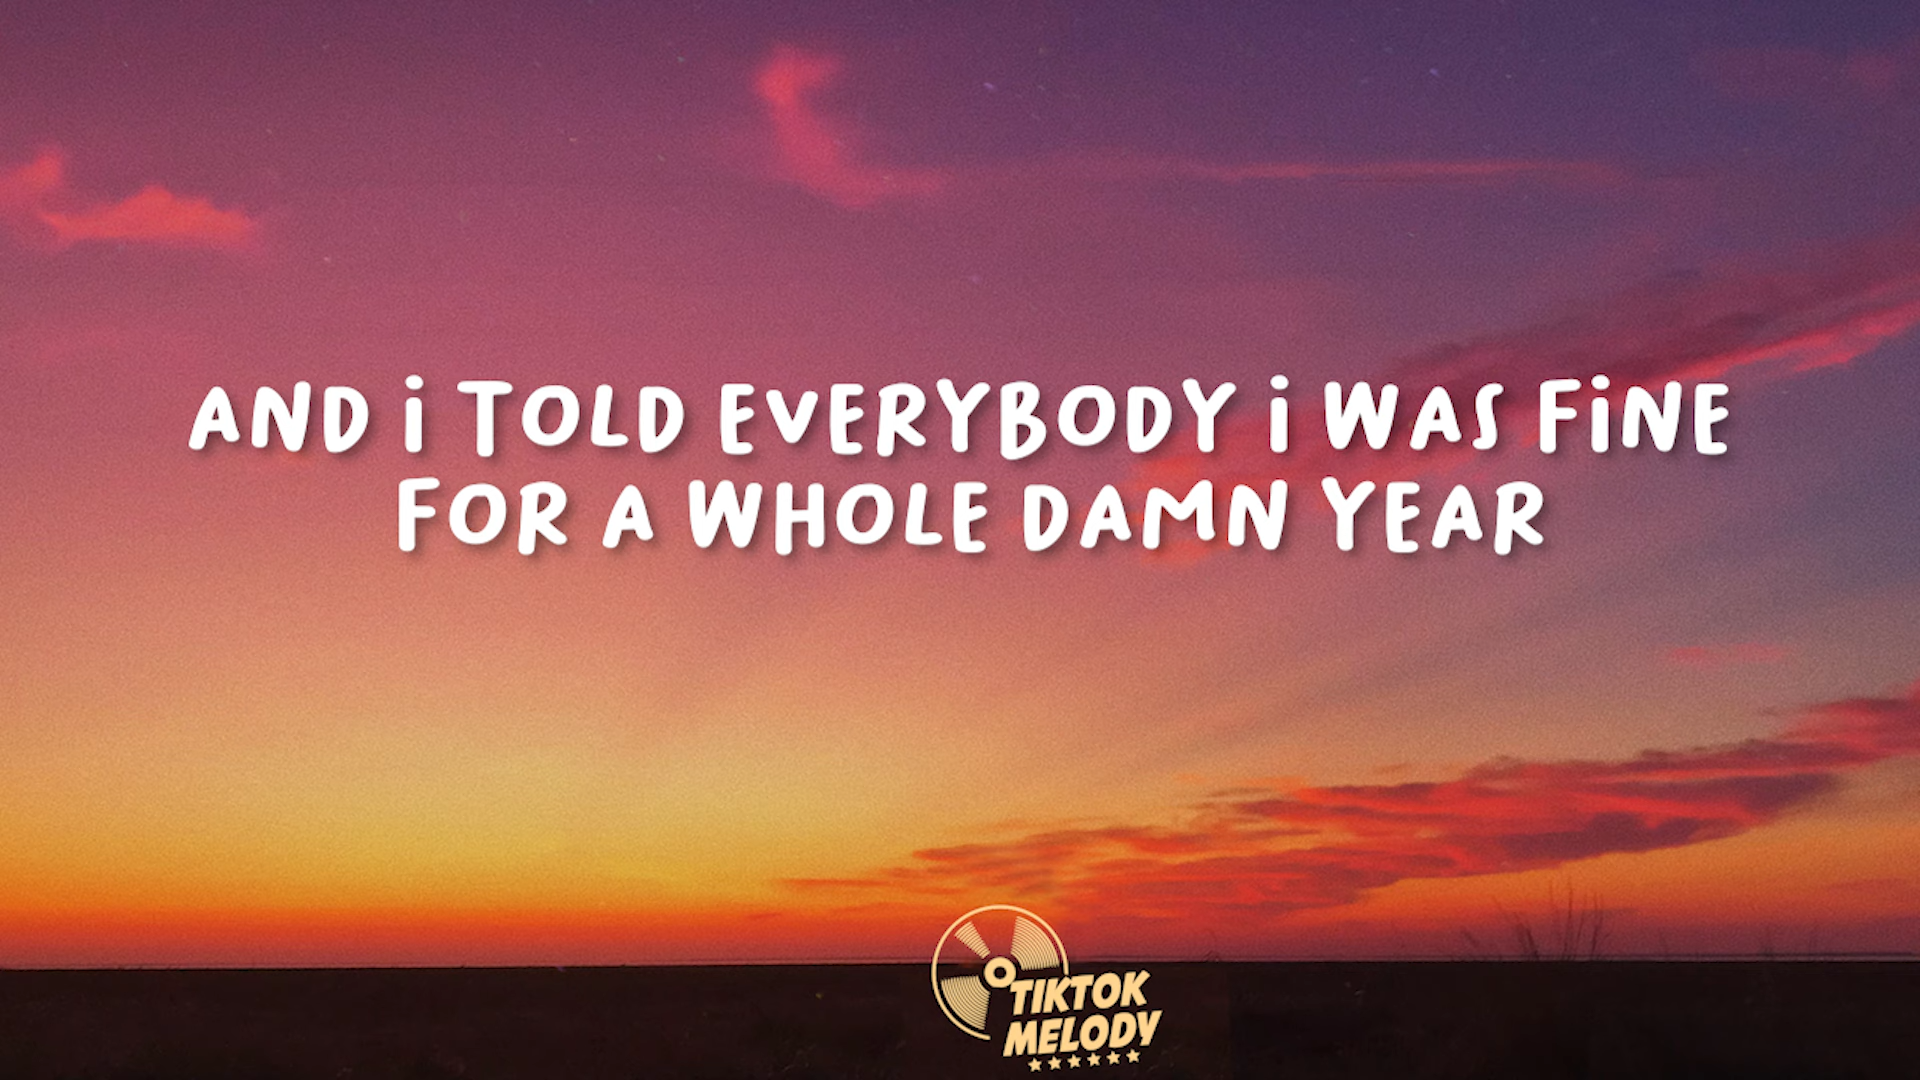 AND i TOLD EVERYBODY i WAS FiNE
FOR A WHOLE DAMN YEAR
TIKTOK
MELODY